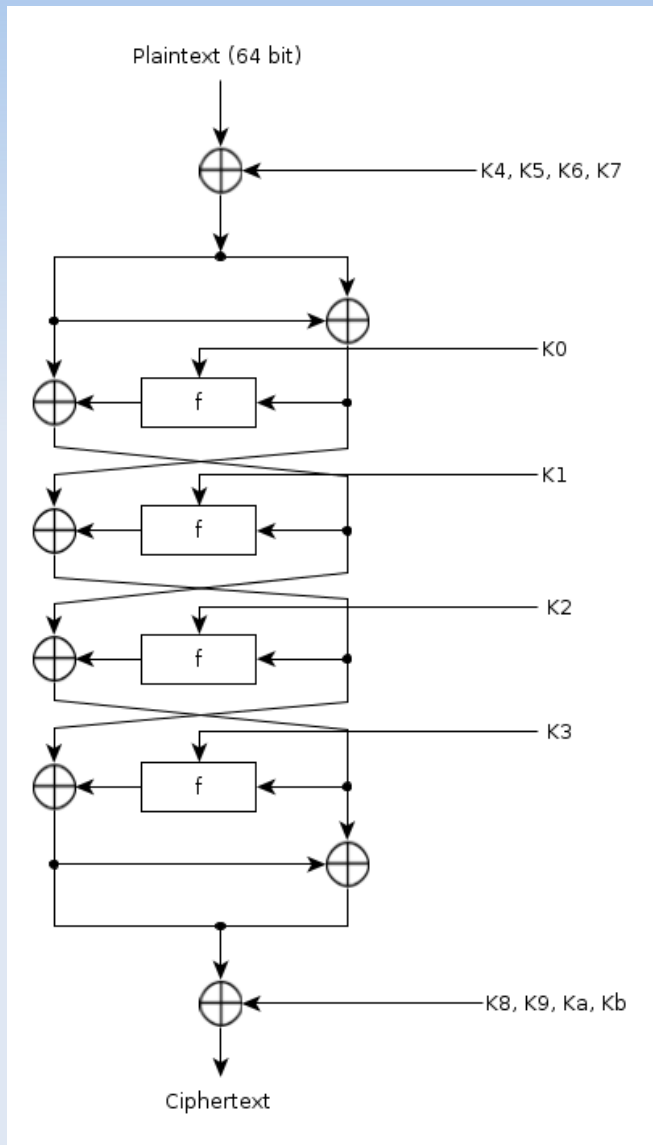 Plaintext (64 bit)
K4, K5, K6, K7
K0
f
K1
f
K2
f
K3
f
K8, K9, Ka, Kb
Ciphertext